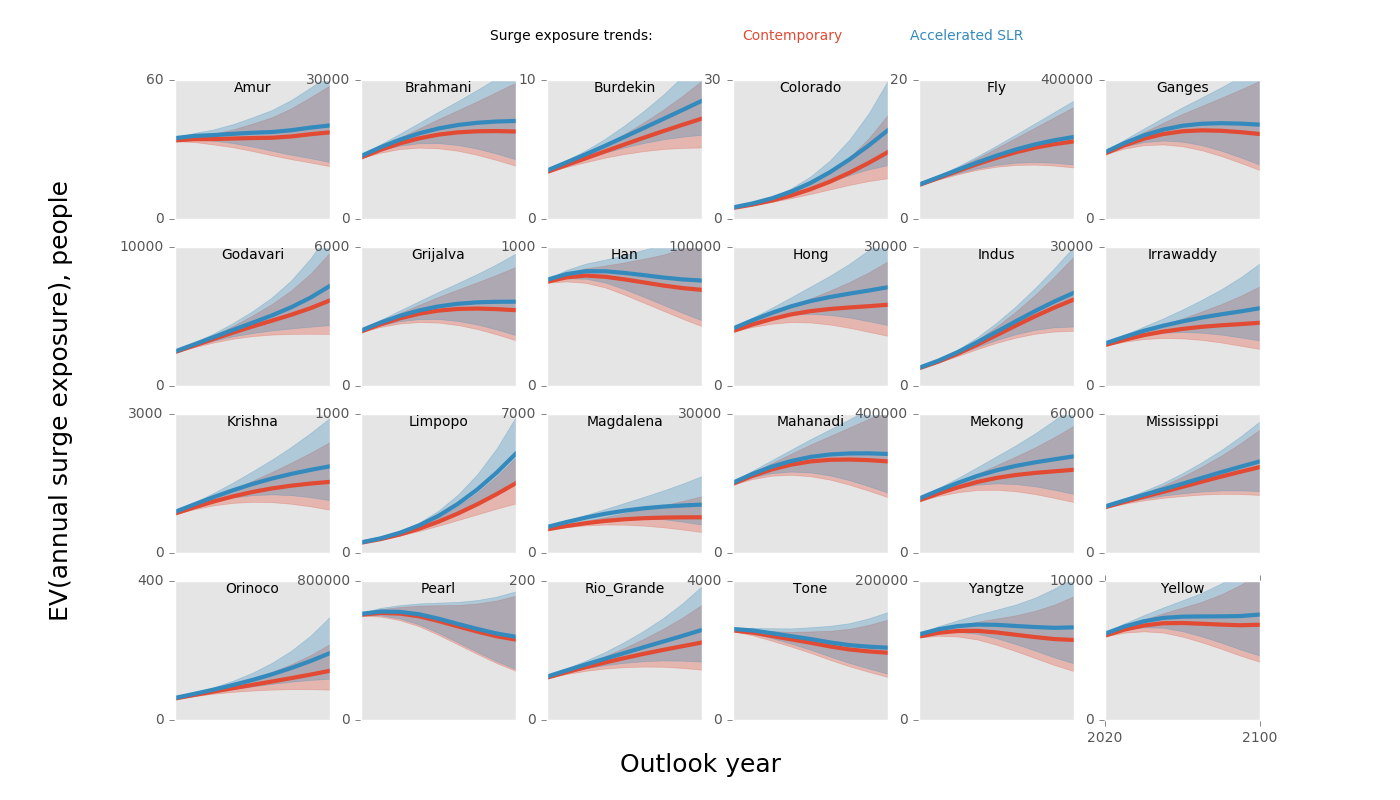 Surge exposure trends: Contemporary Accelerated SLR
60 30000 10 30 20 400000
Amur Brahmani Burdekin Colorado Fly Ganges
0 0 0 0 0 0
10000 6000 1000 100000 30000 30000
Godavari Grijalva Han Hong Indus Irrawaddy
0 0 0 0 0 0
3000 1000 7000 30000 400000 60000
Krishna Limpopo Magdalena Mahanadi Mekong Mississippi
0 0 0 0 0 0
400 800000 200 4000 200000 10000
Orinoco Pearl Rio_Grande Tone Yangtze Yellow
0 0 0 0 0 0
2020 2100
EV(annual surge exposure), people
Outlook year